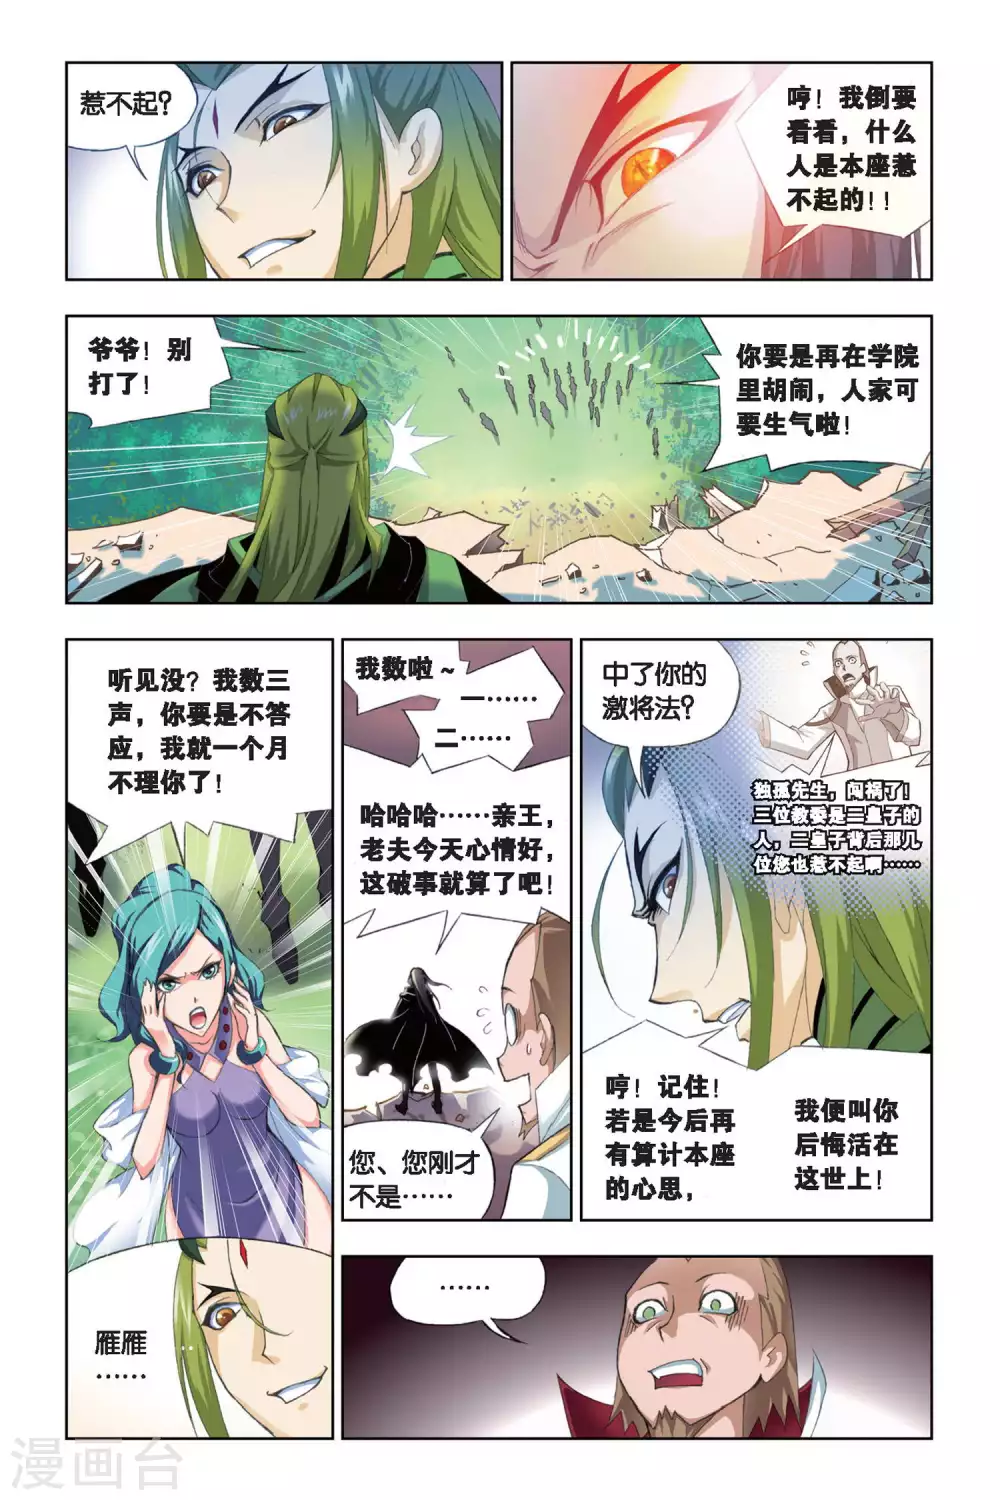 惹不起？
哼！我倒要
看看，什么
人是本座惹
不起的！！
爷爷！别
打了！
你要是再在学院
里胡闹，人家可
要生气啦！
听见没？我数三
声，你要是不答
应，我就一个月
不理你了！
雁雁
……
我数啦~
一……
二……
哈哈哈……亲王，
老夫今天心情好，
这破事就算了吧！
您、您刚才
不是……
中了你的
激将法？
独孤先生，闯祸了！
三位教委是二皇子的
人，二皇子背后那几
位您也惹不起啊……
哼！记住！
若是今后再
有算计本座
的心思，
我便叫你
后悔活在
这世上！
……
漫画台